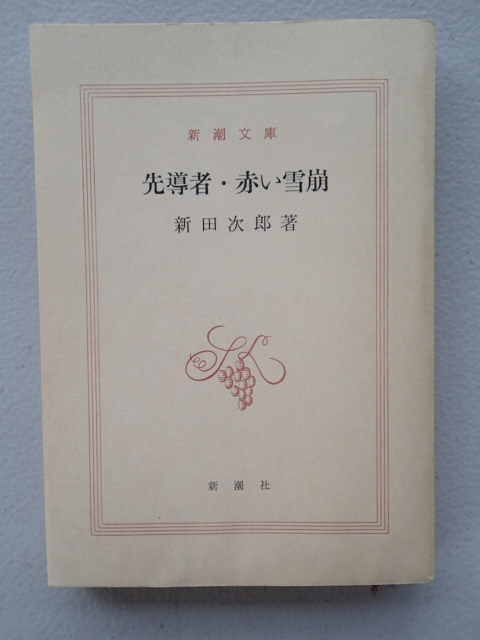 新潮文庫
先導者・赤い雪崩
新田次郎著
新潮社